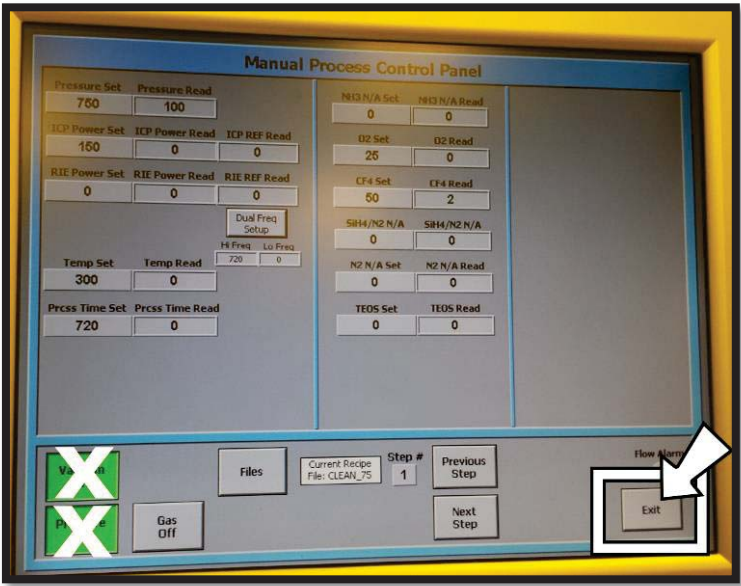 Manual Process Control Panel
Pressure Set Pressure Read
750 100
ICP Power Set ICP Power Read ICP REF Read
150 0 0
RIE Power Set RIE Power Read RIE REF Read
0 0 0
Dual Freq
Setup
Hi Freq Lo Freq
720 0
Temp Set Temp Read
300 0
Prcss Time Set Prcss Time Read
720 0
NH3 N/A Set NH3 N/A Read
0 0
O2 Set O2 Read
25 0
CF4 Set CF4 Read
50 2
SiH4/N2 N/A SiH4/N2 N/A
0 0
N2 N/A Set N2 N/A Read
0 0
TEOS Set TEOS Read
0 0
Files
Current Recipe
File: CLEAN_75
Step #
1
Previous
Step
Next
Step
Gas
Off
Flow Alarm
Exit
X
X